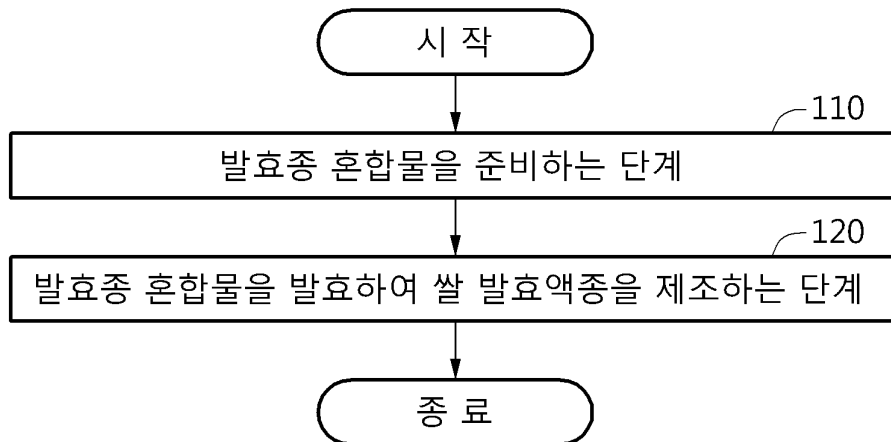 시 작
110
발효종 혼합물을 준비하는 단계
120
발효종 혼합물을 발효하여 쌀 발효액종을 제조하는 단계
종 료